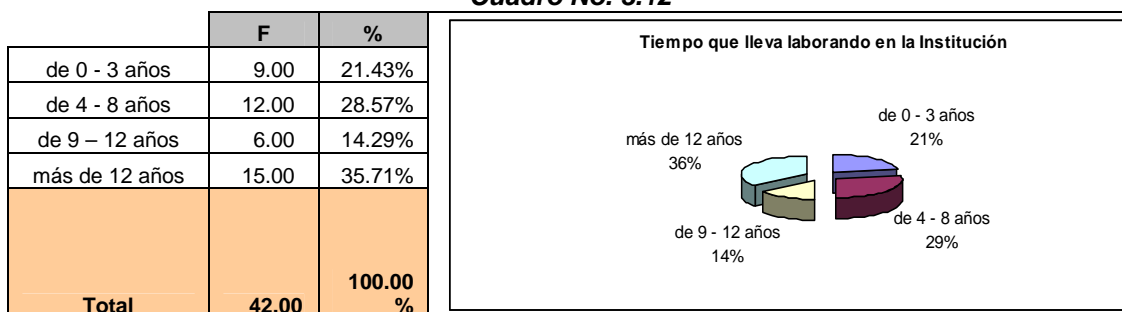 Cuadro No. 3.12
F %
de 0 - 3 años 9.00 21.43%
de 4 - 8 años 12.00 28.57%
de 9 – 12 años 6.00 14.29%
más de 12 años 15.00 35.71%
Total 42.00 100.00 %
Tiempo que lleva laborando en la Institución
de 0 - 3 años
21%
más de 12 años
36%
de 4 - 8 años
29%
de 9 - 12 años
14%